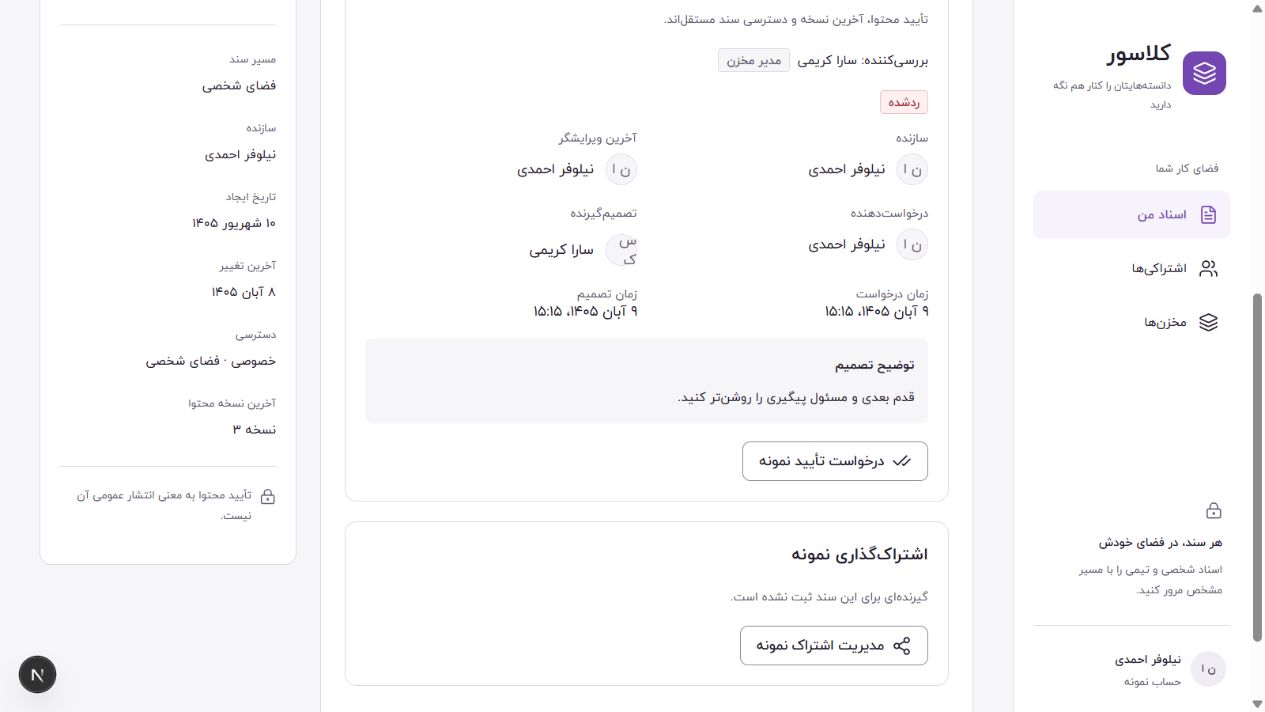 کلاسور
دانسته‌هایتان را کنار هم نگه
دارید
فضای کار شما
اسناد من
اشتراکی‌ها
مخزن‌ها
هر سند، در فضای خودش
اسناد شخصی و تیمی را با مسیر
مشخص مرور کنید.
ن ا
نیلوفر احمدی
حساب نمونه
تأیید محتوا، آخرین نسخه و دسترسی سند مستقل‌اند.
بررسی‌کننده: سارا کریمی مدیر مخزن
ردشده
سازنده
ن ا نیلوفر احمدی
آخرین ویرایشگر
ن ا نیلوفر احمدی
درخواست‌دهنده
ن ا نیلوفر احمدی
تصمیم‌گیرنده
س
ک
سارا کریمی
زمان درخواست
۹ آبان ۱۴۰۵، ۱۵:۱۵
زمان تصمیم
۹ آبان ۱۴۰۵، ۱۵:۱۵
توضیح تصمیم
قدم بعدی و مسئول پیگیری را روشن‌تر کنید.
درخواست تأیید نمونه
اشتراک‌گذاری نمونه
گیرنده‌ای برای این سند ثبت نشده است.
مدیریت اشتراک نمونه
مسیر سند
فضای شخصی
سازنده
نیلوفر احمدی
تاریخ ایجاد
۱۰ شهریور ۱۴۰۵
آخرین تغییر
۸ آبان ۱۴۰۵
دسترسی
خصوصی · فضای شخصی
آخرین نسخه محتوا
نسخه ۳
تأیید محتوا به معنی انتشار عمومی آن
نیست.
N